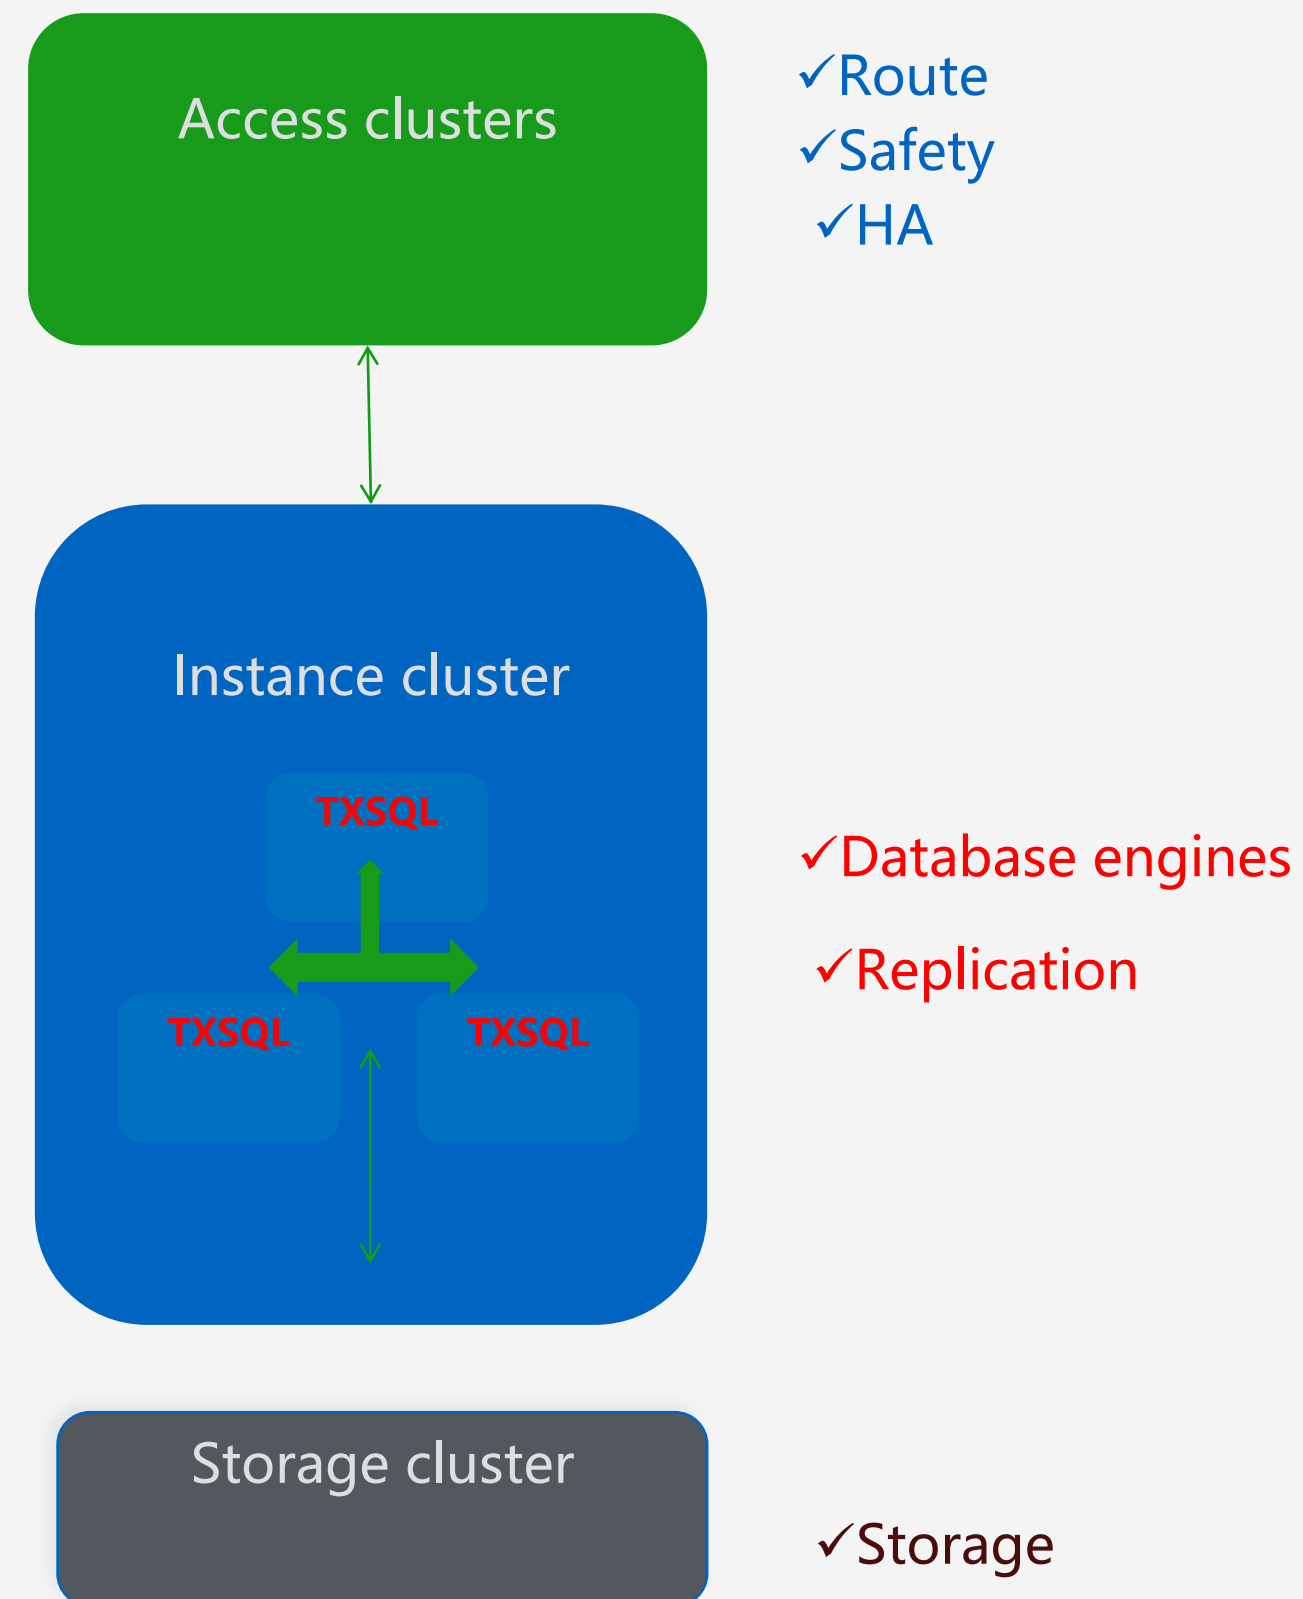 Access clusters
✓Route
✓Safety
✓HA
Instance cluster
TXSQL
✓Database engines
✓Replication
TXSQL TXSQL
Storage cluster
✓Storage